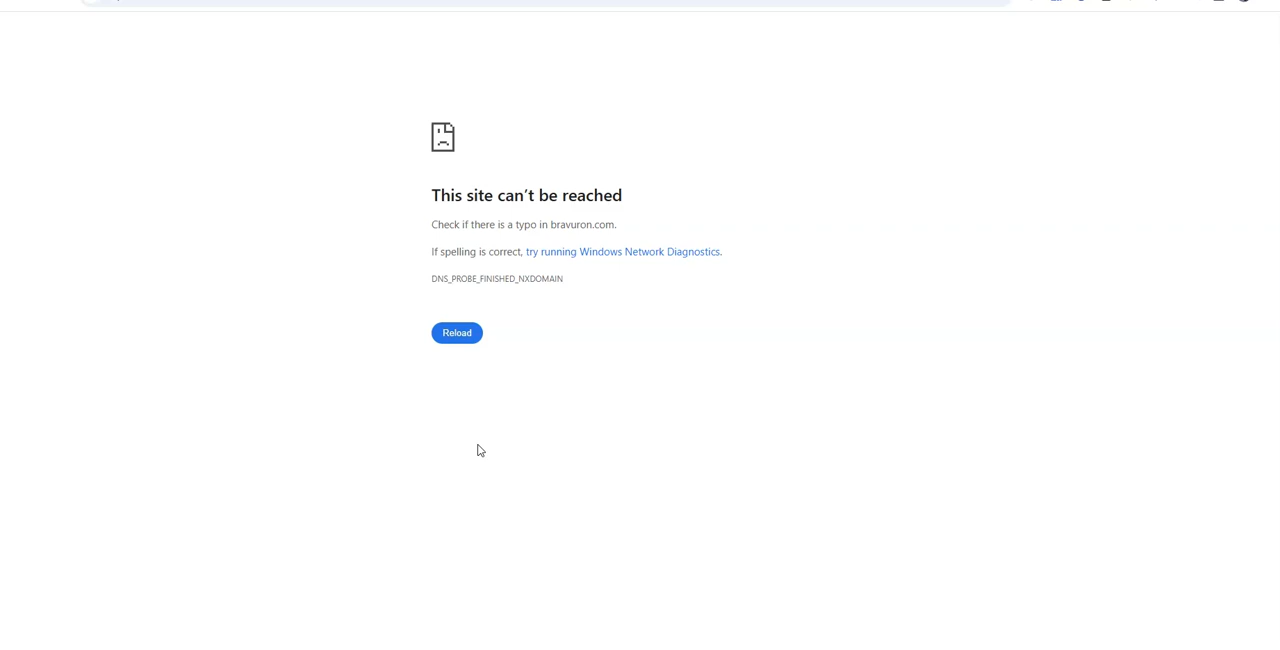 This site can't be reached
Check if there is a typo in bravuron.com.
If spelling is correct, try running Windows Network Diagnostics.
DNS_PROBE_FINISHED_NXDOMAIN
Reload